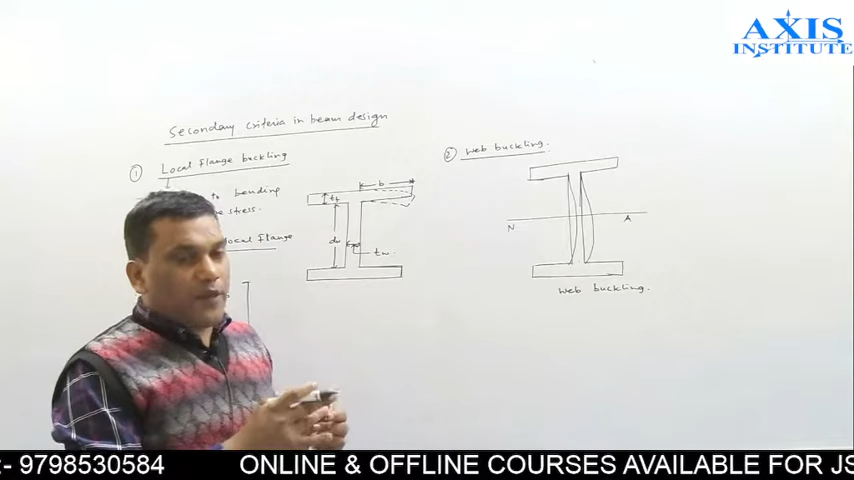 AXIS
INSTITUTE
Secondary criteria in beam design
① Local flange buckling
to bending
stress.
local flange
b
tf
dw
tw.
② Web buckling.
N
A
Web buckling.
:- 9798530584
ONLINE & OFFLINE COURSES AVAILABLE FOR JS